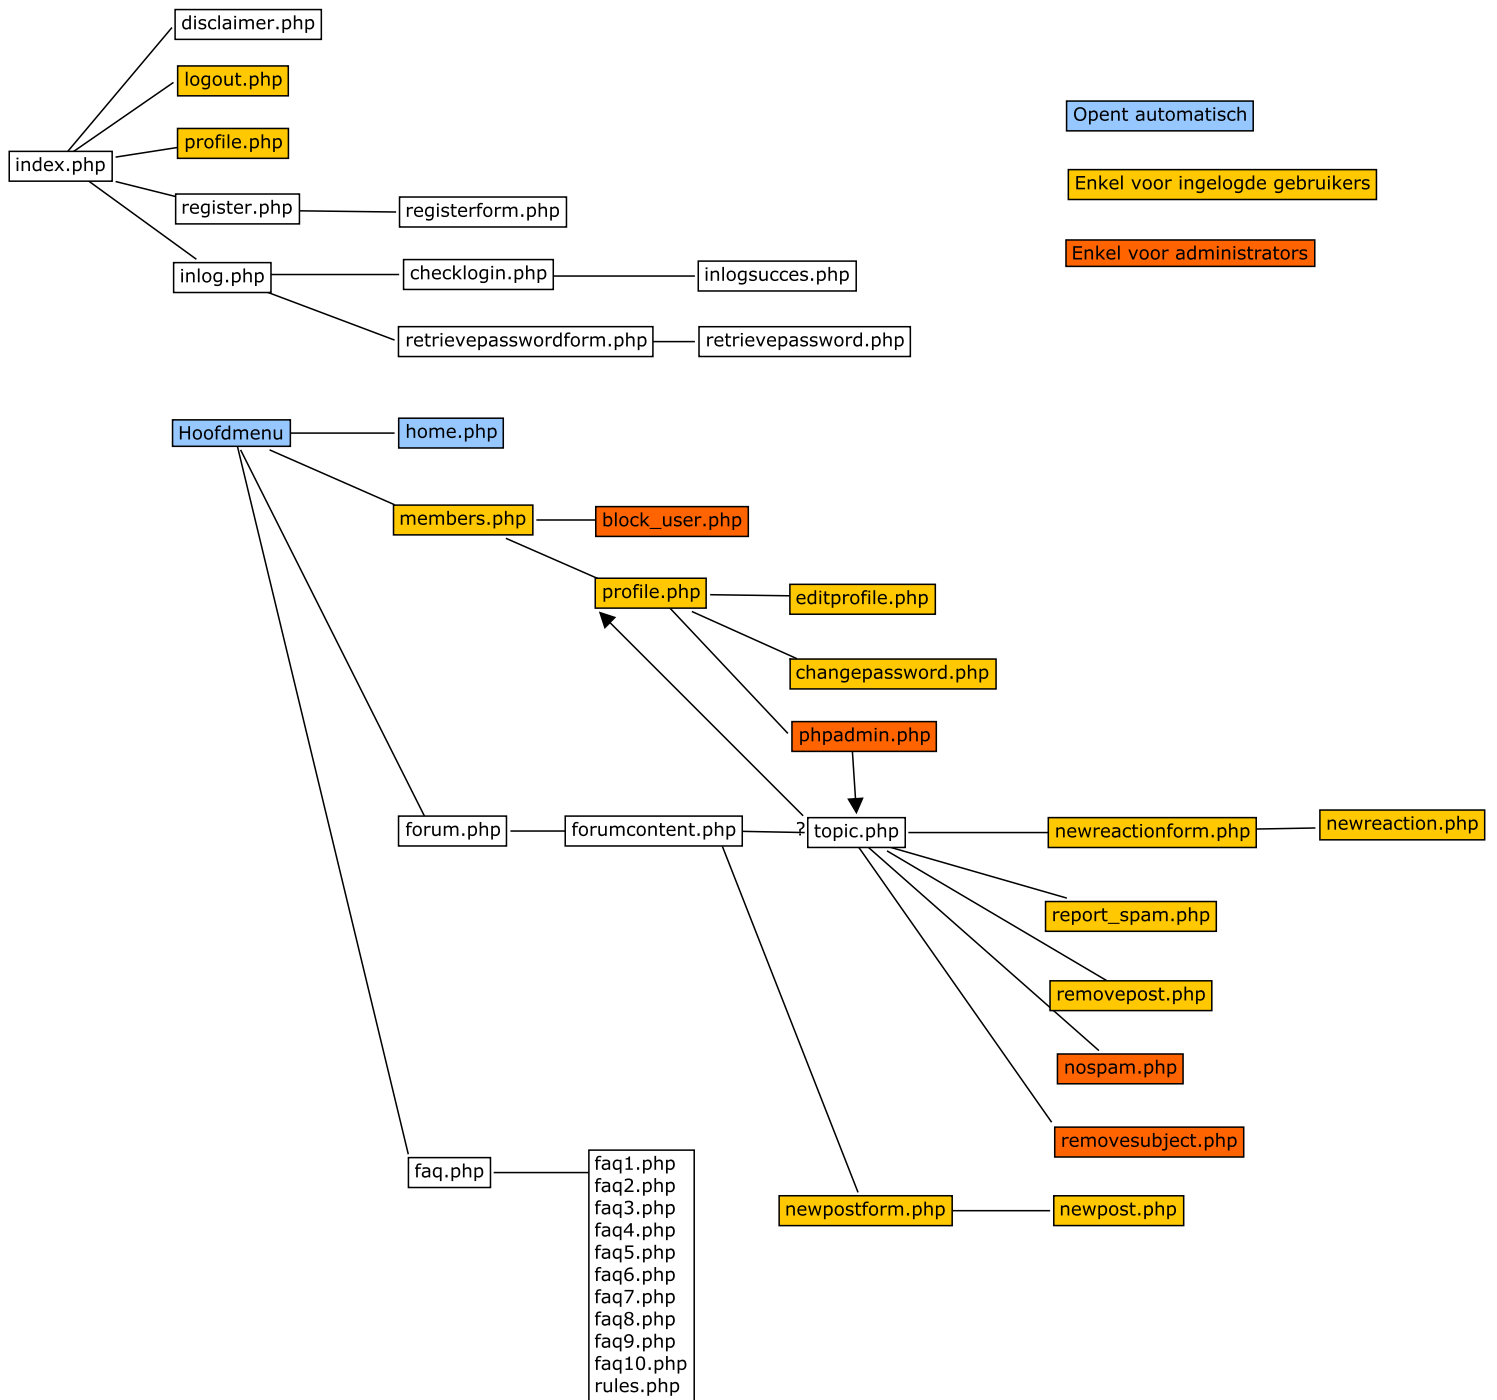 disclaimer.php
logout.php
profile.php
index.php
register.php
registerform.php
inlog.php
checklogin.php
inlogsucces.php
retrievepasswordform.php
retrievepassword.php
Opent automatisch
Enkel voor ingelogde gebruikers
Enkel voor administrators
Hoofdmenu
home.php
members.php
block_user.php
profile.php
editprofile.php
changepassword.php
phpadmin.php
forum.php
forumcontent.php
?
topic.php
newreactionform.php
newreaction.php
report_spam.php
removepost.php
nospam.php
removesubject.php
newpostform.php
newpost.php
faq.php
faq1.php
faq2.php
faq3.php
faq4.php
faq5.php
faq6.php
faq7.php
faq8.php
faq9.php
faq10.php
rules.php